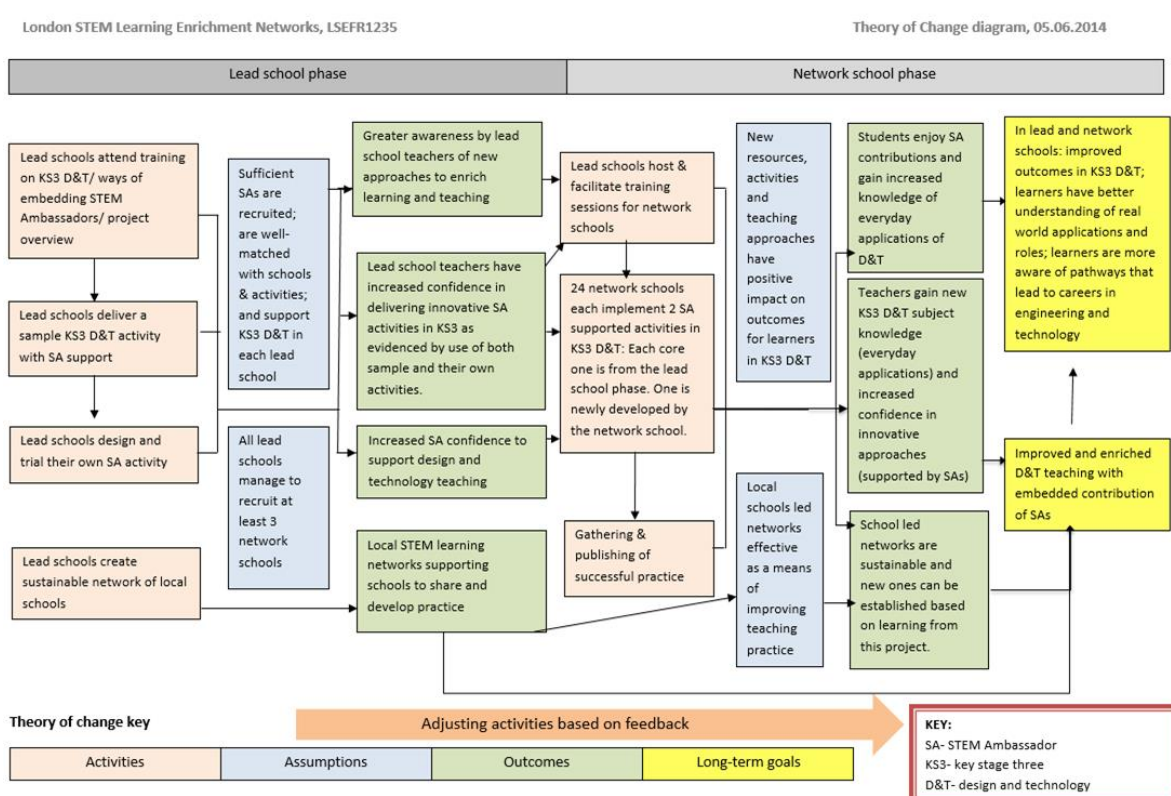 London STEM Learning Enrichment Networks, LSEFR1235
Theory of Change diagram, 05.06.2014
Lead school phase
Network school phase
Lead schools attend training
on KS3 D&T/ ways of
embedding STEM
Ambassadors/ project
overview
Lead schools deliver a
sample KS3 D&T activity
with SA support
Lead schools design and
trial their own SA activity
Lead schools create
sustainable network of local
schools
Sufficient
SAs are
recruited;
are well-
matched
with schools
& activities;
and support
KS3 D&T in
each lead
school
All lead
schools
manage to
recruit at
least 3
network
schools
Greater awareness by lead
school teachers of new
approaches to enrich
learning and teaching
Lead school teachers have
increased confidence in
delivering innovative SA
activities in KS3 as
evidenced by use of both
sample and their own
activities.
Increased SA confidence to
support design and
technology teaching
Local STEM learning
networks supporting
schools to share and
develop practice
Lead schools host &
facilitate training
sessions for network
schools
24 network schools
each implement 2 SA
supported activities in
KS3 D&T: Each core
one is from the lead
school phase. One is
newly developed by
the network school.
Gathering &
publishing of
successful practice
New
resources,
activities
and
teaching
approaches
have
positive
impact on
outcomes
for learners
in KS3 D&T
Local
schools led
networks
effective
as a means
of
improving
teaching
practice
Students enjoy SA
contributions and
gain increased
knowledge of
everyday
applications of
D&T
Teachers gain new
KS3 D&T subject
knowledge
(everyday
applications) and
increased
confidence in
innovative
approaches
(supported by SAs)
School led
networks are
sustainable and
new ones can be
established based
on learning from
this project.
In lead and network
schools: improved
outcomes in KS3 D&T;
learners have better
understanding of real
world applications and
roles; learners are more
aware of pathways that
lead to careers in
engineering and
technology
Improved and enriched
D&T teaching with
embedded contribution
of SAs
Theory of change key
Adjusting activities based on feedback
Activities
Assumptions
Outcomes
Long-term goals
KEY:
SA- STEM Ambassador
KS3- key stage three
D&T- design and technology